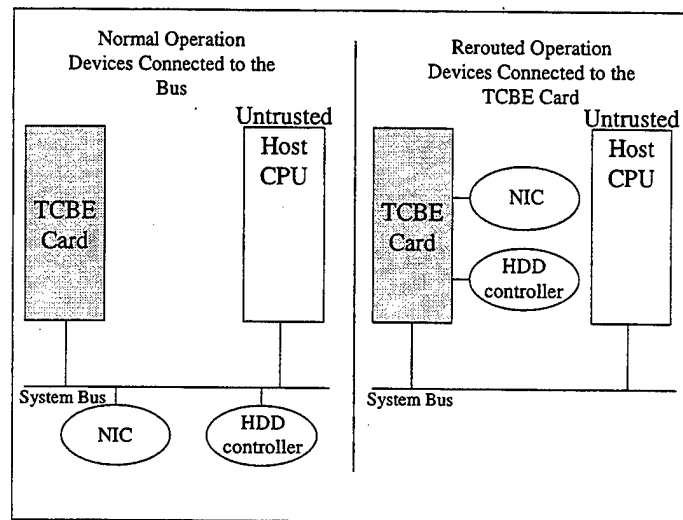 Normal Operation
Devices Connected to the
Bus
Untrusted
Host
CPU
TCBE
Card
System Bus
NIC
HDD
controller
Rerouted Operation
Devices Connected to the
TCBE Card
Untrusted
Host
CPU
NIC
TCBE
Card
HDD
controller
System Bus